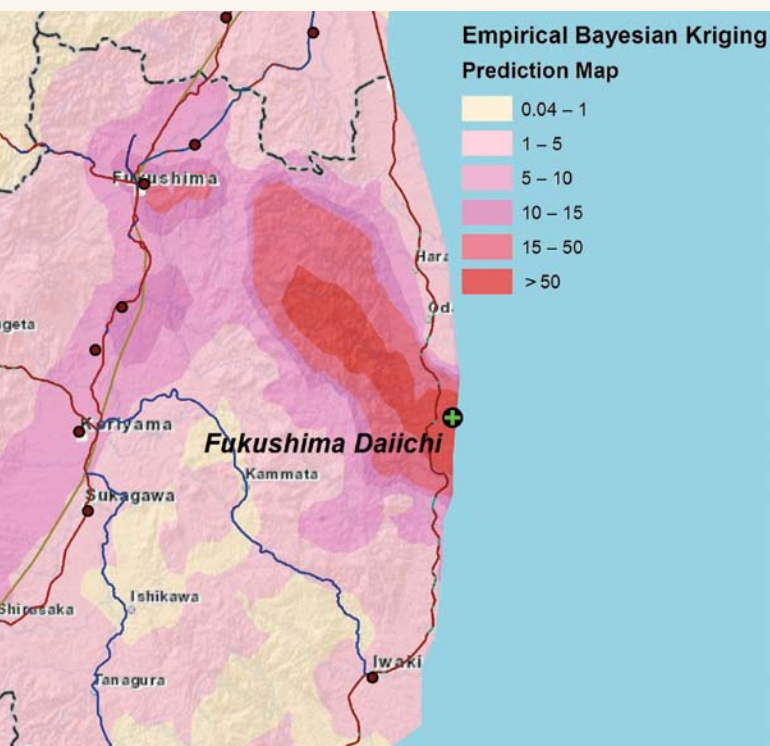 Empirical Bayesian Kriging
Prediction Map
0.04 – 1
1 – 5
5 – 10
10 – 15
15 – 50
> 50
Fukushima
Hara
Od
geta
Koriyama
Fukushima Daiichi
Kammata
Sukagawa
Ishikawa
Shirasaka
Iwaki
Tanagura